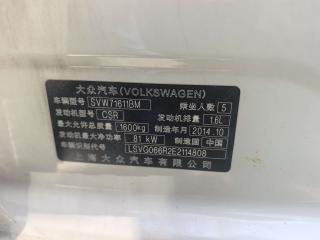 大众汽车(VOLKSWAGEN)
车辆型号 SVW71611BM 乘坐人数 5
发动机型号 CSR 发动机排量 1.6L
最大允许总质量 1600kg 制造年月 2014.10
发动机最大净功率 81 kW 制造国 中国
车辆识别代号 LSVG066R2E2114808
上海大众汽车有限公司